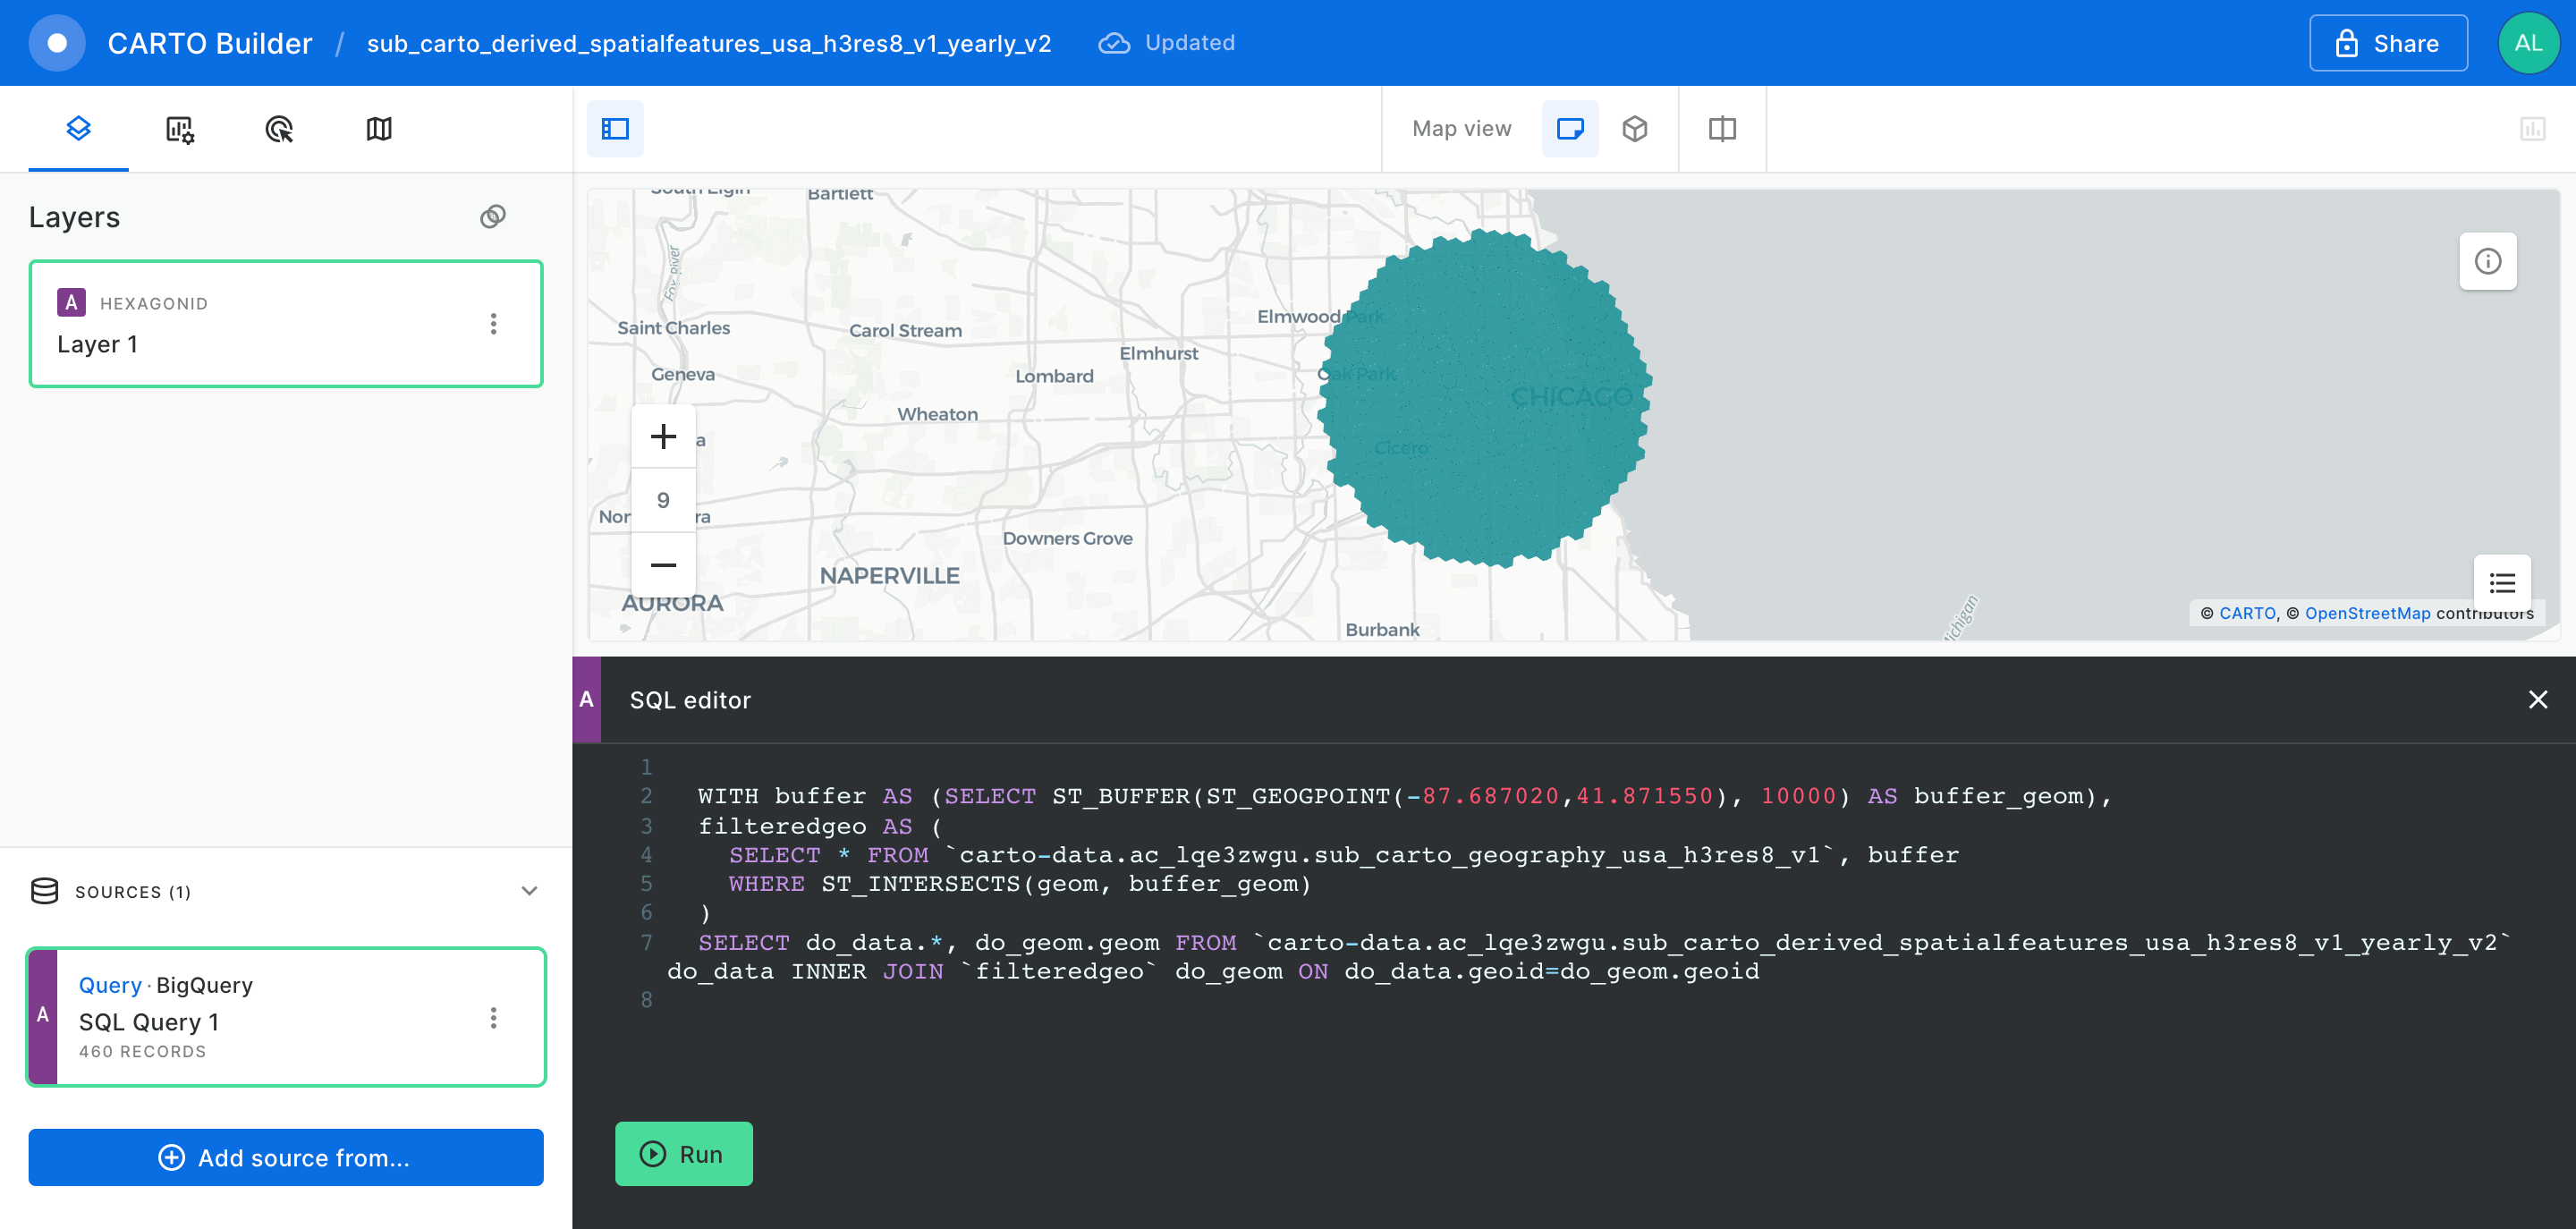 CARTO Builder / sub_carto_derived_spatialfeatures_usa_h3res8_v1_yearly_v2 Updated
Share
AL
Map view
Layers
A HEXAGONID
Layer 1
South Elgin
Bartlett
Fox River
Saint Charles
Carol Stream
Elmwood Park
Elmhurst
Geneva
Lombard
Oak Park
CHICAGO
Wheaton
Cicero
+
9
−
Downers Grove
NAPERVILLE
AURORA
Burbank
Michigan
© CARTO, © OpenStreetMap contributors
A
SQL editor
1
2 WITH buffer AS (SELECT ST_BUFFER(ST_GEOGPOINT(-87.687020,41.871550), 10000) AS buffer_geom),
3 filteredgeo AS (
4 SELECT * FROM `carto-data.ac_lqe3zwgu.sub_carto_geography_usa_h3res8_v1`, buffer
5 WHERE ST_INTERSECTS(geom, buffer_geom)
6 )
7 SELECT do_data.*, do_geom.geom FROM `carto-data.ac_lqe3zwgu.sub_carto_derived_spatialfeatures_usa_h3res8_v1_yearly_v2`
do_data INNER JOIN `filteredgeo` do_geom ON do_data.geoid=do_geom.geoid
8
Run
SOURCES (1)
A
Query · BigQuery
SQL Query 1
460 RECORDS
Add source from...